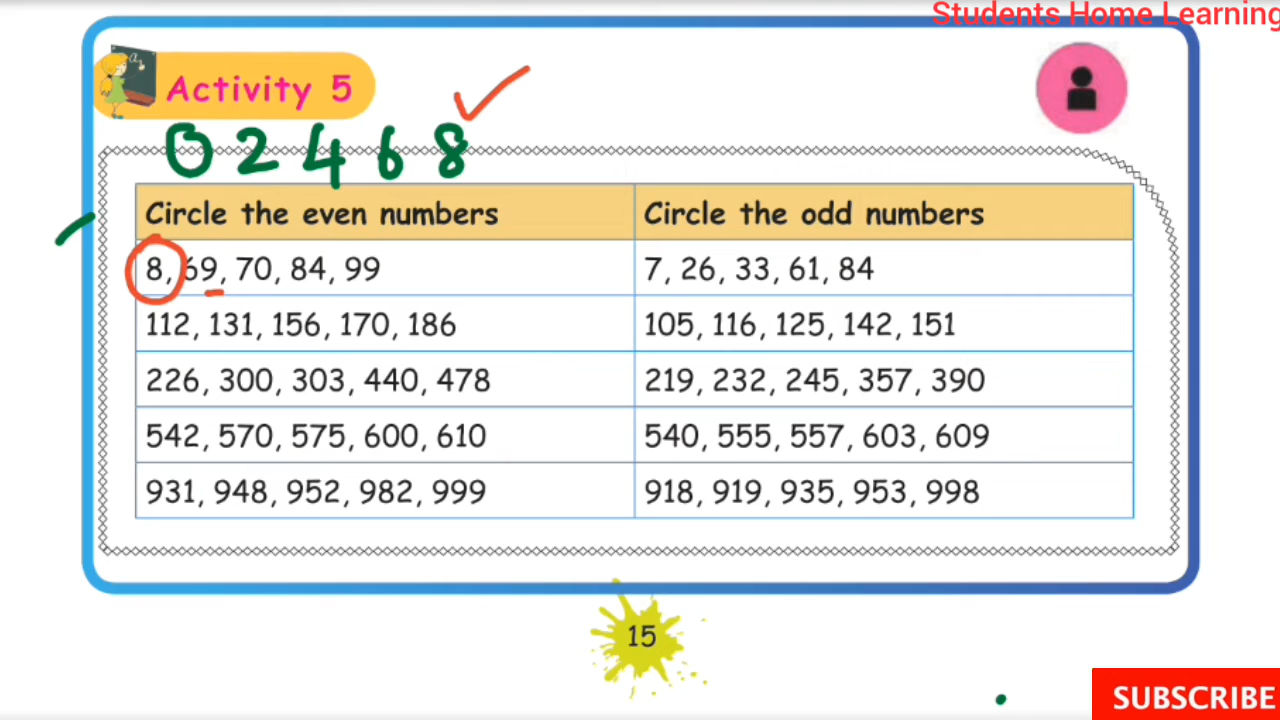 Students Home Learning
Activity 5
0 2 4 6 8
Circle the even numbers
Circle the odd numbers
8, 69, 70, 84, 99
7, 26, 33, 61, 84
112, 131, 156, 170, 186
105, 116, 125, 142, 151
226, 300, 303, 440, 478
219, 232, 245, 357, 390
542, 570, 575, 600, 610
540, 555, 557, 603, 609
931, 948, 952, 982, 999
918, 919, 935, 953, 998
15
SUBSCRIBE